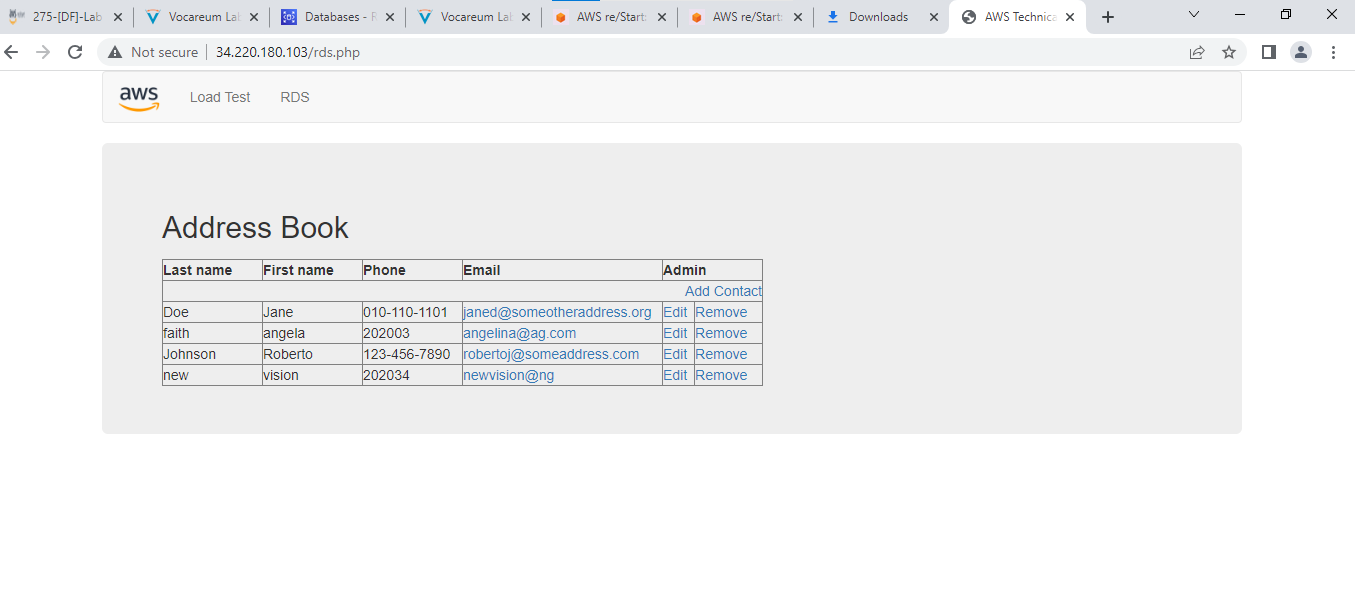 275-[DF]-Lab
Vocareum Lal
Databases - R
Vocareum Lal
AWS re/Start
AWS re/Start
Downloads
AWS Technica
Not secure
34.220.180.103/rds.php
aws
Load Test
RDS
Address Book
Last name First name Phone Email Admin
Add Contact
Doe Jane 010-110-1101 janed@someotheraddress.org Edit Remove
faith angela 202003 angelina@ag.com Edit Remove
Johnson Roberto 123-456-7890 robertoj@someaddress.com Edit Remove
new vision 202034 newvision@ng Edit Remove